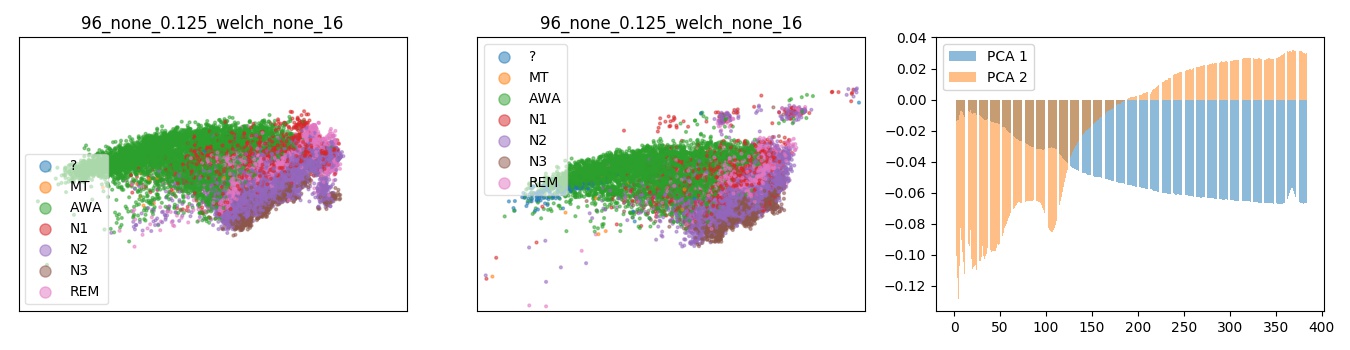 96_none_0.125_welch_none_16
?
MT
AWA
N1
N2
N3
REM
96_none_0.125_welch_none_16
?
MT
AWA
N1
N2
N3
REM
PCA 1
PCA 2
0.04
0.02
0.00
−0.02
−0.04
−0.06
−0.08
−0.10
−0.12
0 50 100 150 200 250 300 350 400